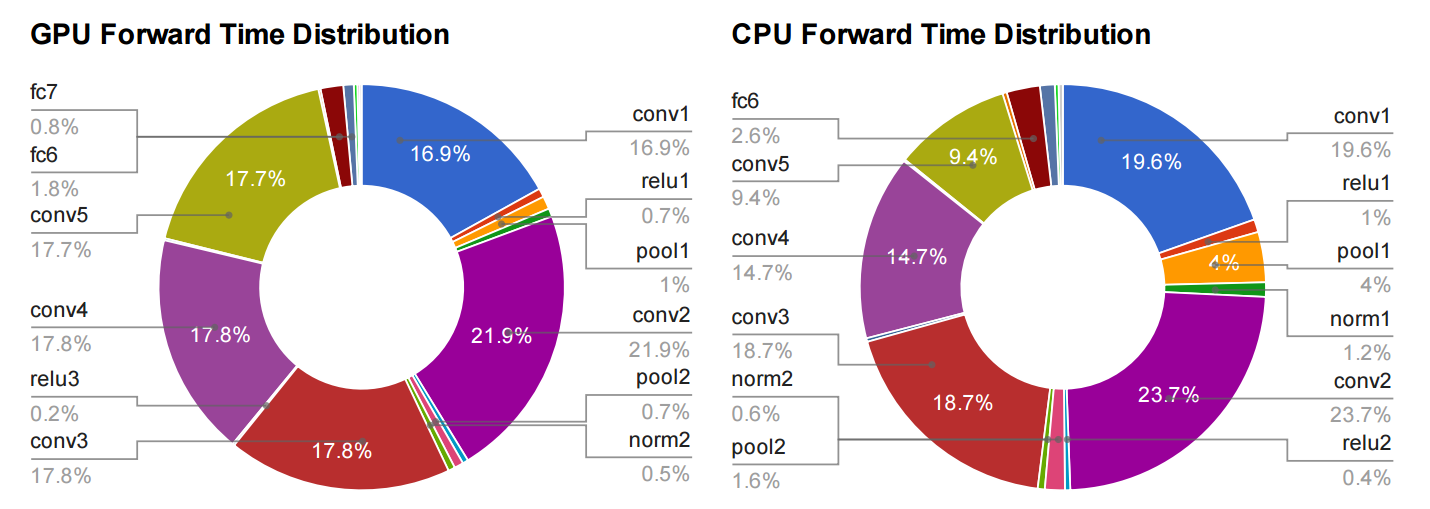 GPU Forward Time Distribution
fc7
0.8%
fc6
1.8%
conv5
17.7%
conv4
17.8%
relu3
0.2%
conv3
17.8%
16.9%
17.7%
17.8%
17.8%
21.9%
conv1
16.9%
relu1
0.7%
pool1
1%
conv2
21.9%
pool2
0.7%
norm2
0.5%
CPU Forward Time Distribution
fc6
2.6%
conv5
9.4%
conv4
14.7%
conv3
18.7%
norm2
0.6%
pool2
1.6%
9.4%
19.6%
14.7%
4%
23.7%
18.7%
conv1
19.6%
relu1
1%
pool1
4%
norm1
1.2%
conv2
23.7%
relu2
0.4%